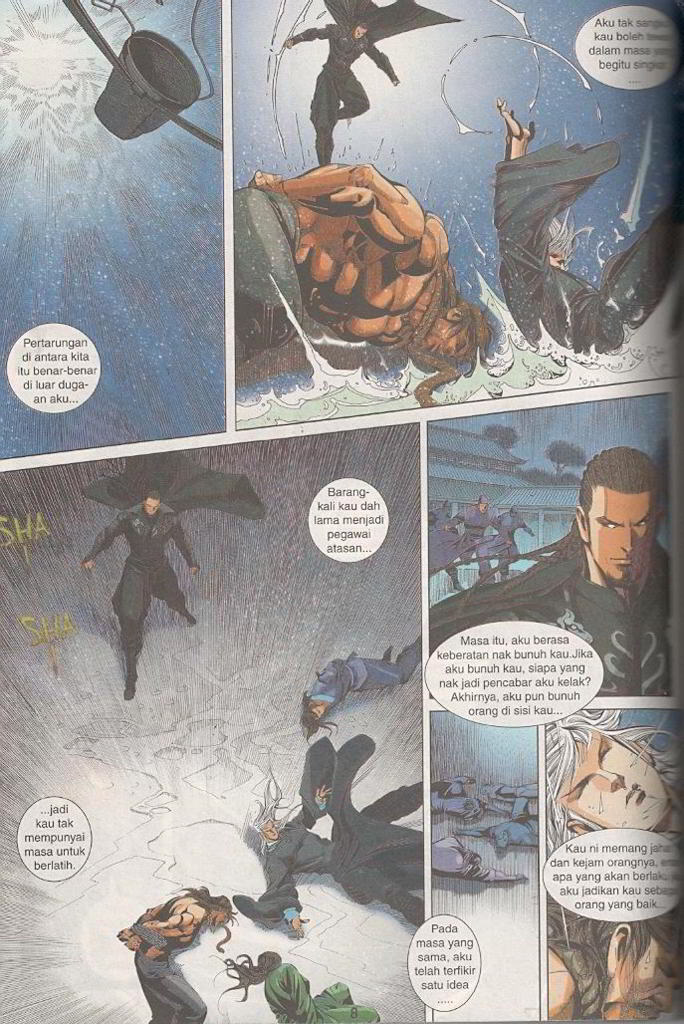 Aku tak sangka
kau boleh
dalam masa yang
begitu singkat
.....
Pertarungan
di antara kita
itu benar-benar
di luar duga-
an aku...
SHA
SHA
Barang-
kali kau dah
lama menjadi
pegawai
atasan...
...jadi
kau tak
mempunyai
masa untuk
berlatih.
Masa itu, aku berasa
keberatan nak bunuh kau.Jika
aku bunuh kau, siapa yang
nak jadi pencabar aku kelak?
Akhirnya, aku pun bunuh
orang di sisi kau...
Pada
masa yang
sama, aku
telah terfikir
satu idea
.....
Kau ni memang
dan kejam orangnya,
apa yang akan
aku jadikan kau
orang yang baik...
8